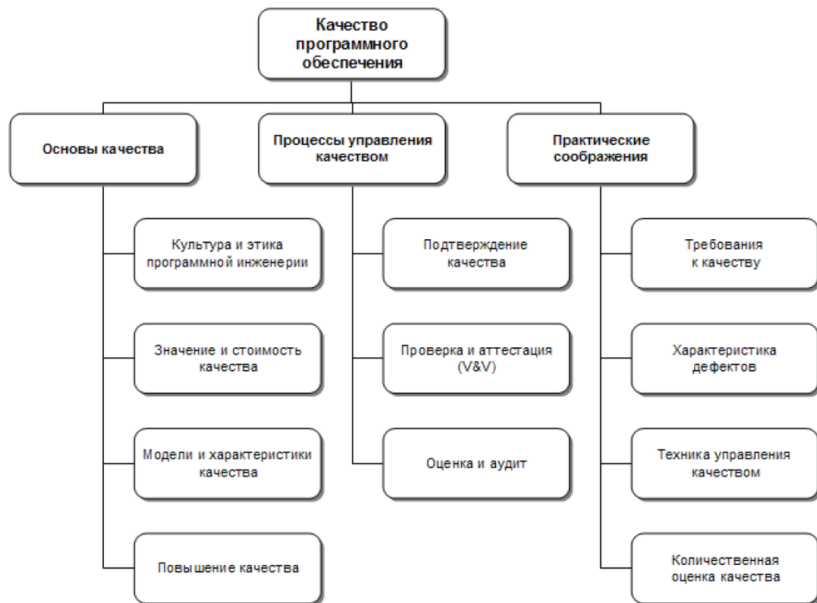 Качество
программного
обеспечения
Основы качества
Процессы управления
качеством
Практические
соображения
Культура и этика
программной инженерии
Подтверждение
качества
Требования
к качеству
Значение и стоимость
качества
Проверка и аттестация
(V&V)
Характеристика
дефектов
Модели и характеристики
качества
Оценка и аудит
Техника управления
качеством
Повышение качества
Количественная
оценка качества